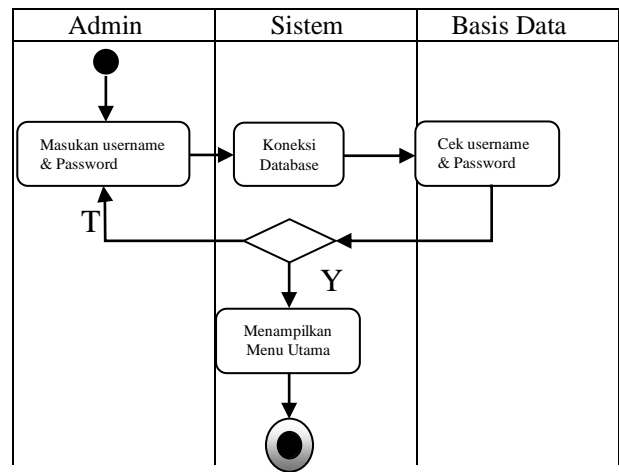 Admin
Sistem
Basis Data
Masukan username
& Password
Koneksi
Database
Cek username
& Password
T
Y
Menampilkan
Menu Utama